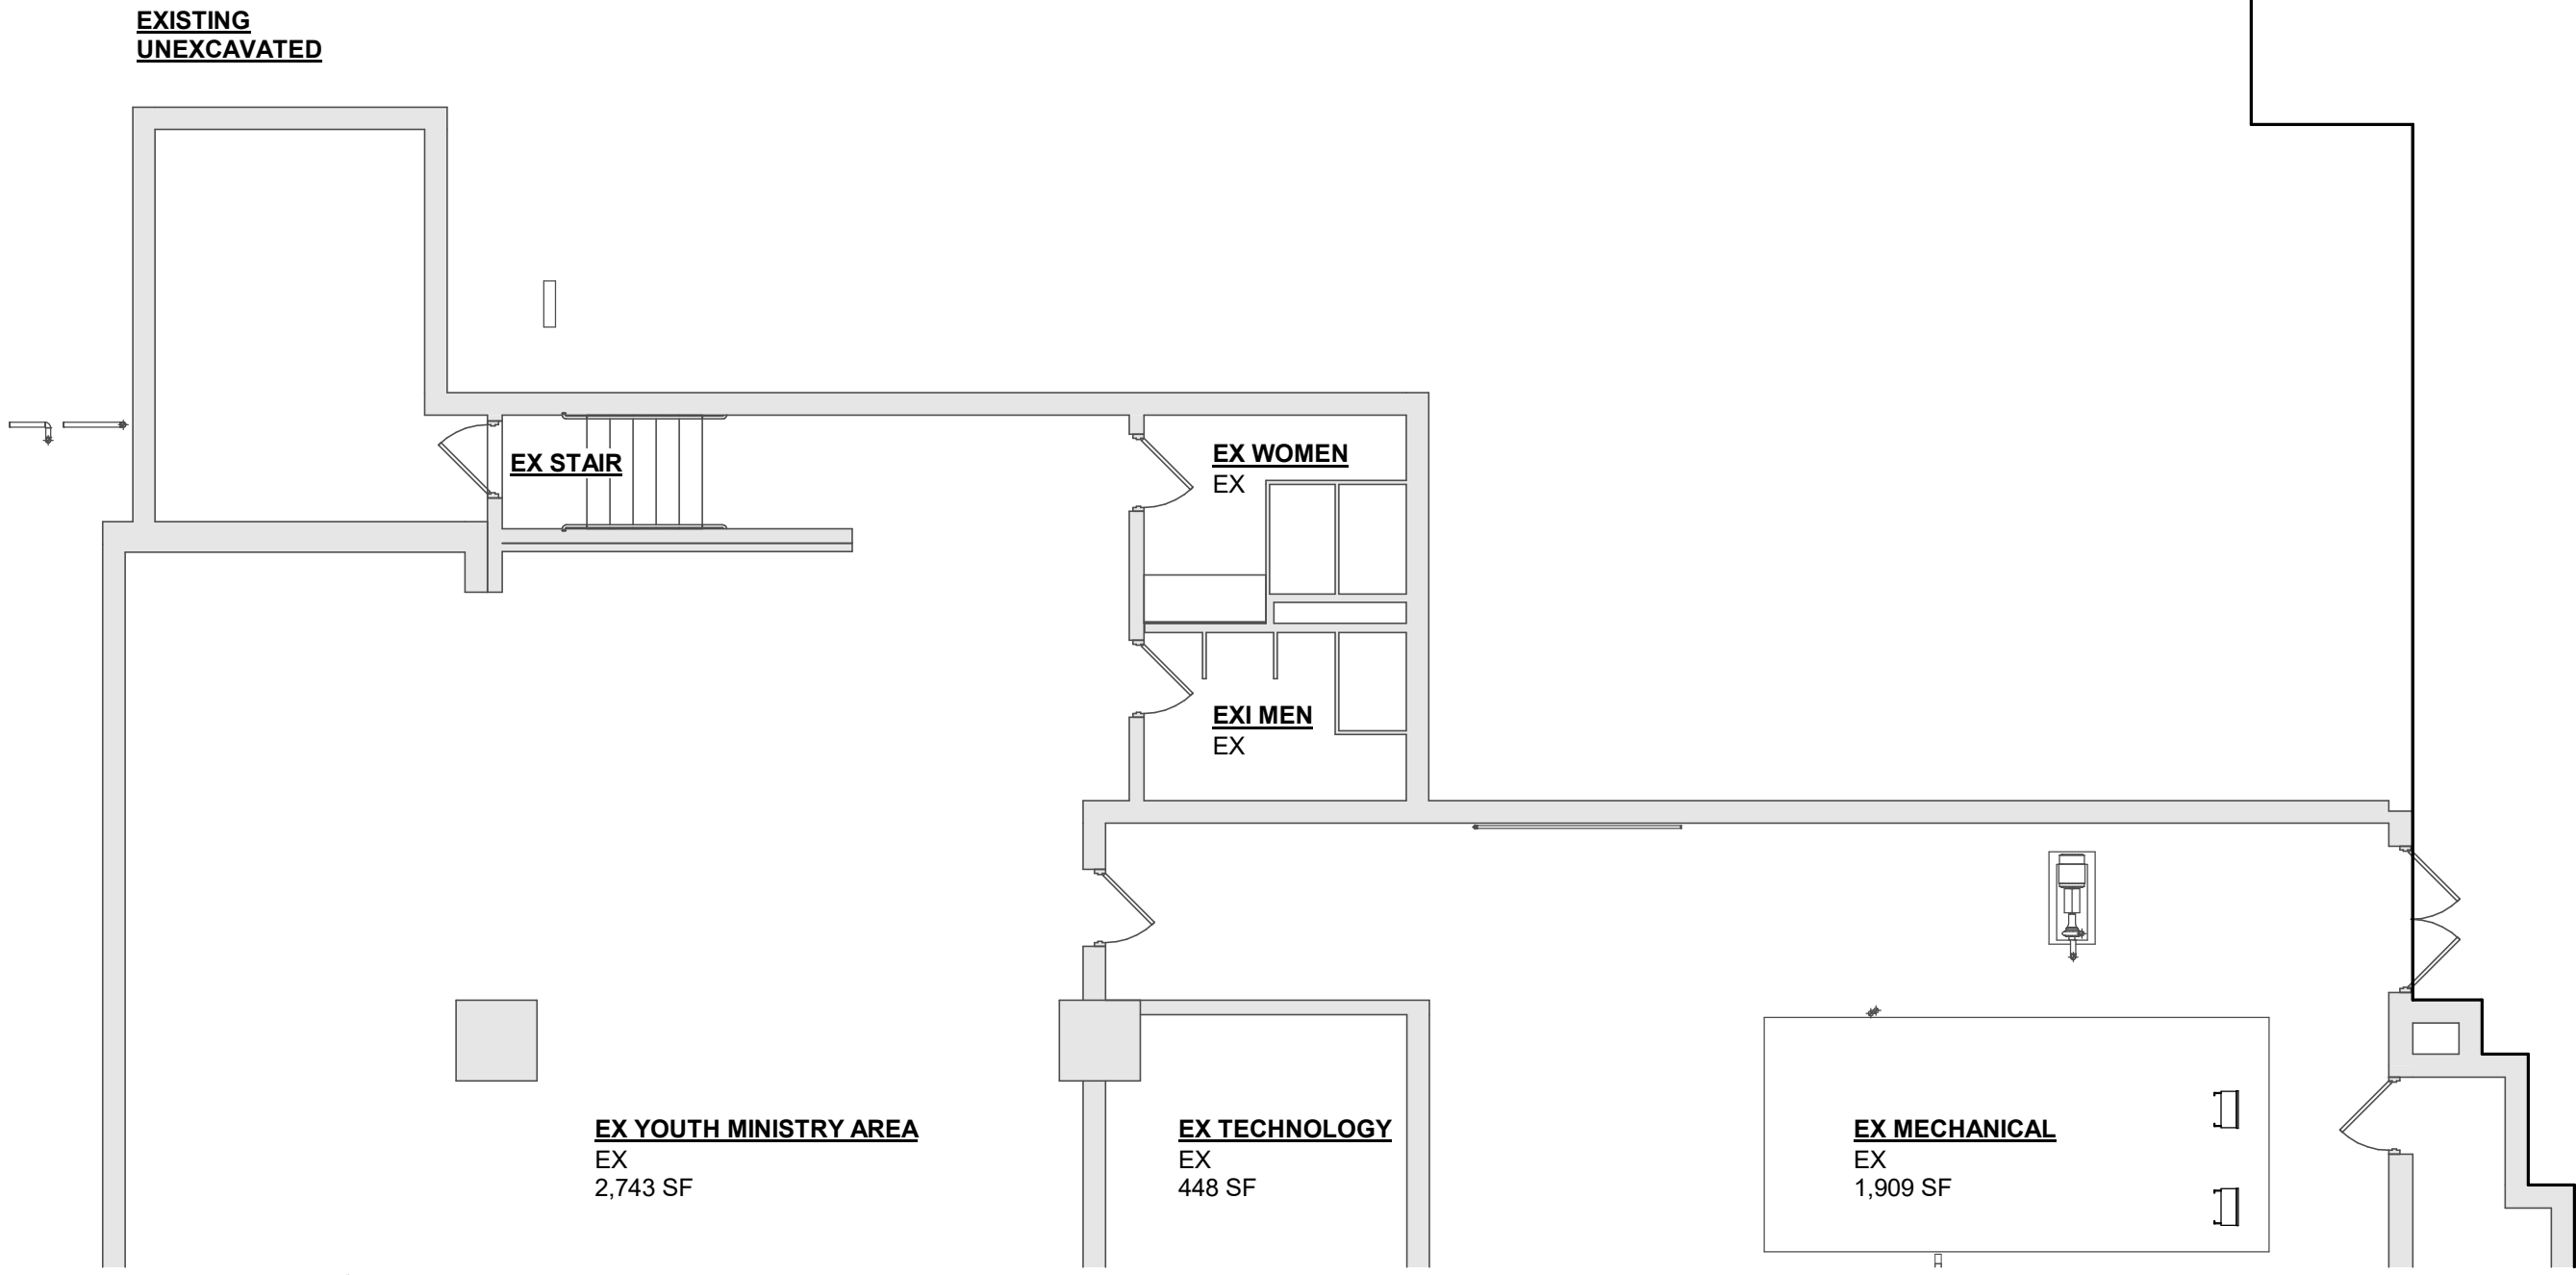 EXISTING
UNEXCAVATED
EX STAIR
EX WOMEN
EX
EXI MEN
EX
EX YOUTH MINISTRY AREA
EX
2,743 SF
EX TECHNOLOGY
EX
448 SF
EX MECHANICAL
EX
1,909 SF